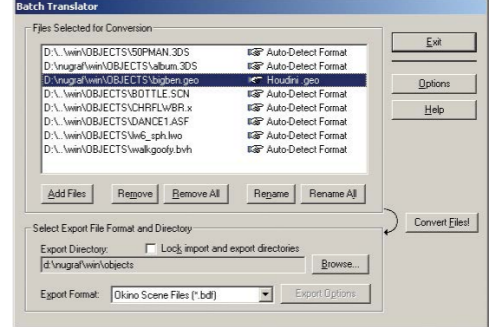 Batch Translator
Files Selected for Conversion
D:\..\win\OBJECTS\50PMAN.3DS Auto-Detect Format
D:\nugraf\win\OBJECTS\album.3DS Auto-Detect Format
D:\nugraf\win\OBJECTS\bigben.geo Houdini .geo
D:\..\win\OBJECTS\BOTTLE.SCN Auto-Detect Format
D:\..\win\OBJECTS\CHRFLWBR.x Auto-Detect Format
D:\..\win\OBJECTS\DANCE1.ASF Auto-Detect Format
D:\..\win\OBJECTS\lw6_sph.lwo Auto-Detect Format
D:\..\win\OBJECTS\walkgoofy.bvh Auto-Detect Format
Exit
Options
Help
Add Files Remove Remove All Rename Rename All
Convert Files!
Select Export File Format and Directory
Export Directory: Lock import and export directories
d:\nugraf\win\objects Browse...
Export Format: Okino Scene Files (*.bdf) Export Options